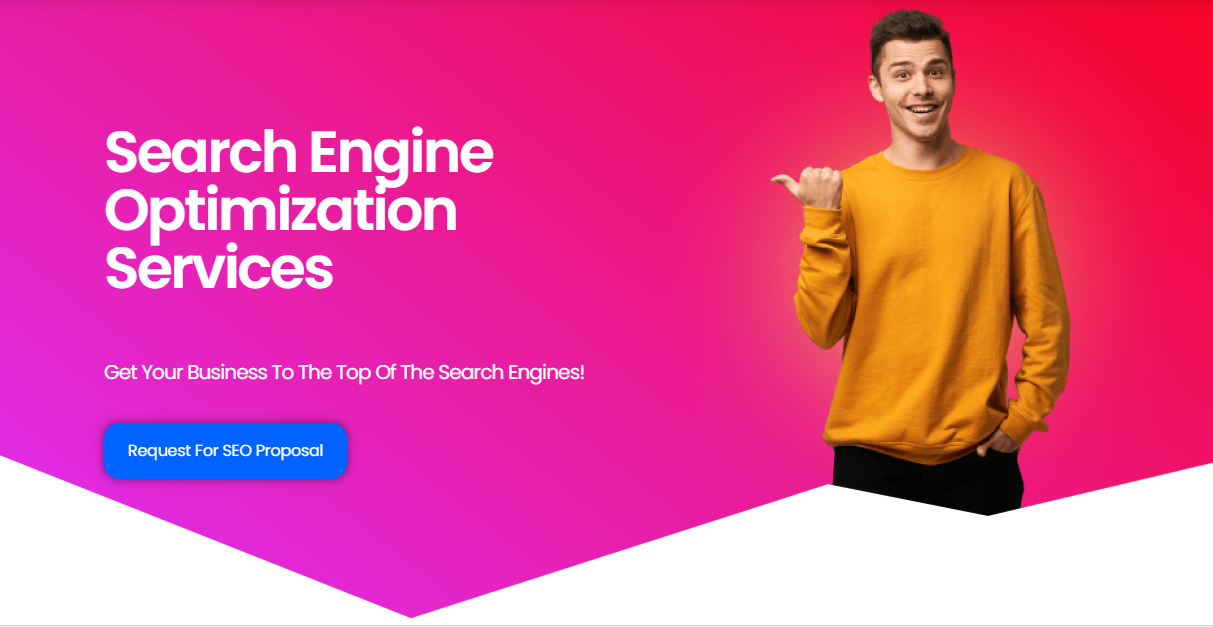 Search Engine
Optimization
Services
Get Your Business To The Top Of The Search Engines!
Request For SEO Proposal